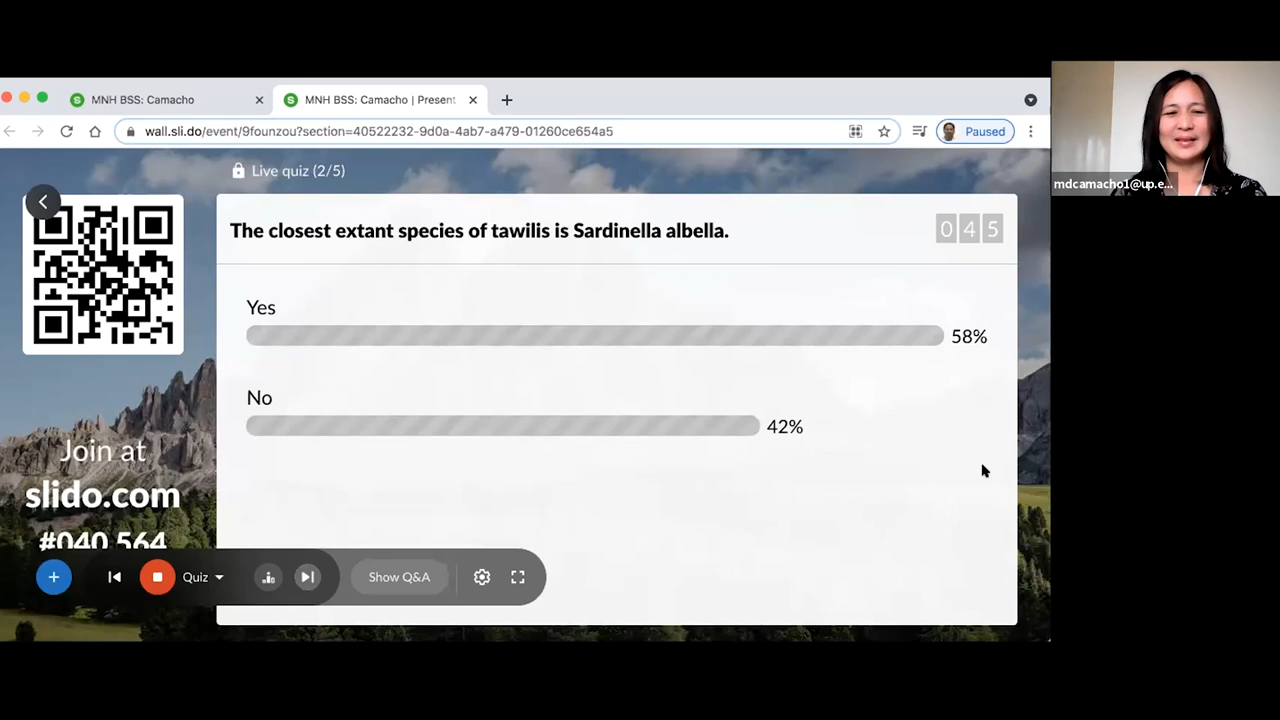 MNH BSS: Camacho
MNH BSS: Camacho | Present
wall.sli.do/event/9founzou?section=40522232-9d0a-4ab7-a479-01260ce654a5
Paused
mdcamacho1@up.e...
Live quiz (2/5)
The closest extant species of tawilis is Sardinella albella.
045
Yes
58%
No
42%
Join at
slido.com
#040 564
Quiz
Show Q&A